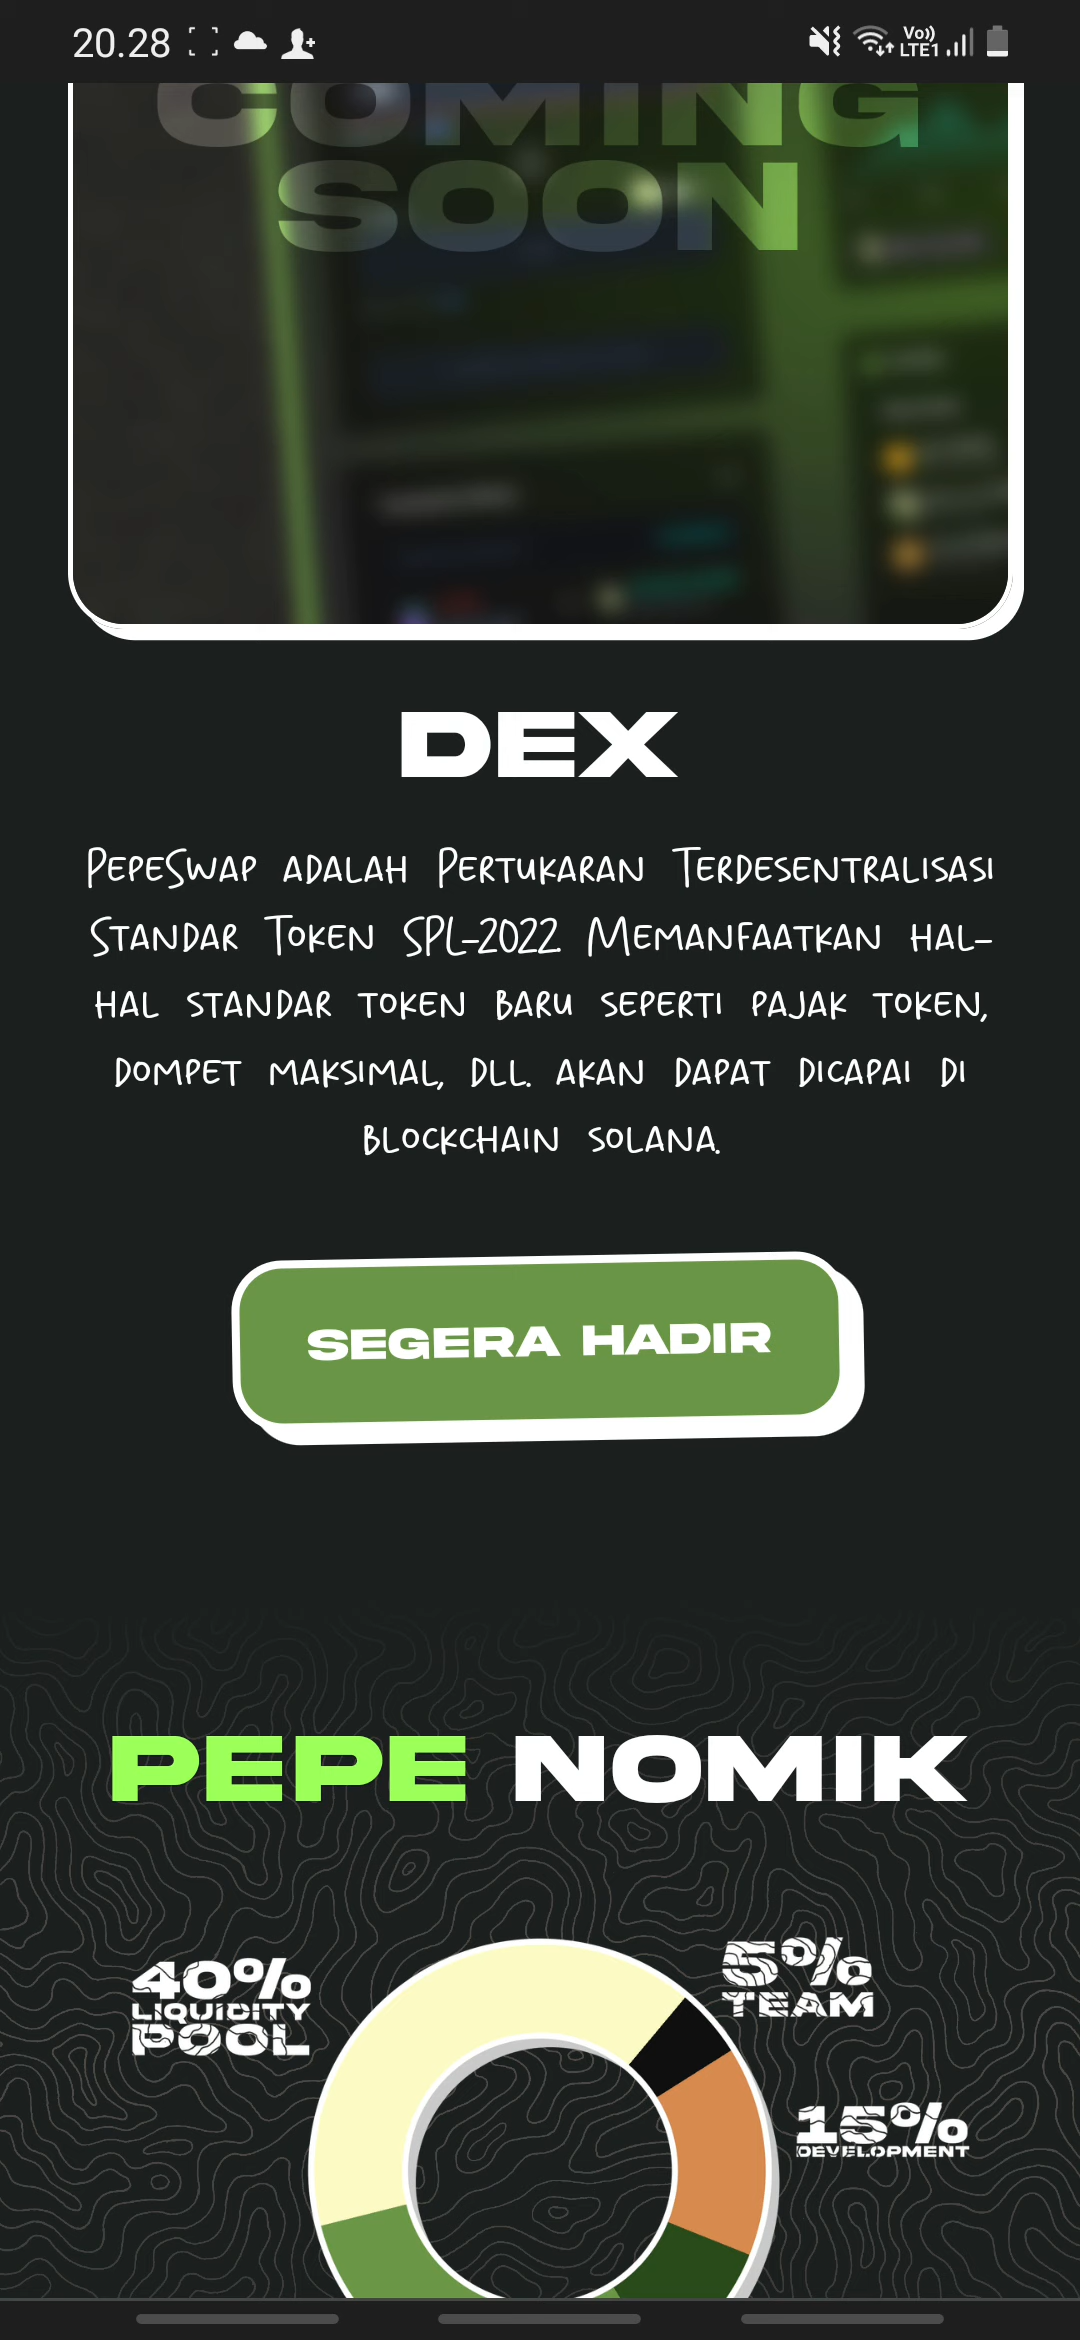 20.28
Vo))
LTE1
COMING
SOON
DEX
PepeSwap adalah Pertukaran Terdesentralisasi
Standar Token SPL-2022. Memanfaatkan hal-
hal standar token baru seperti pajak token,
dompet maksimal, dll. akan dapat dicapai di
blockchain solana.
SEGERA HADIR
PEPE NOMIK
40%
LIQUIDITY
POOL
5%
TEAM
15%
DEVELOPMENT